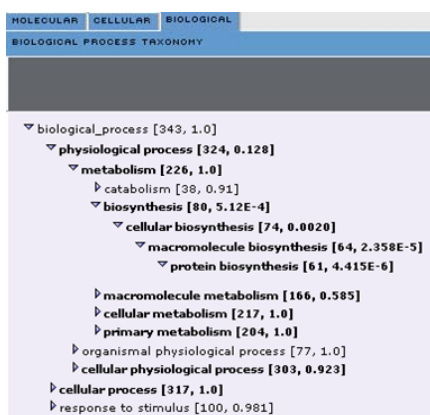 MOLECULAR CELLULAR BIOLOGICAL
BIOLOGICAL PROCESS TAXONOMY
biological_process [343, 1.0]
physiological process [324, 0.128]
metabolism [226, 1.0]
catabolism [38, 0.91]
biosynthesis [80, 5.12E-4]
cellular biosynthesis [74, 0.0020]
macromolecule biosynthesis [64, 2.358E-5]
protein biosynthesis [61, 4.415E-6]
macromolecule metabolism [166, 0.585]
cellular metabolism [217, 1.0]
primary metabolism [204, 1.0]
organismal physiological process [77, 1.0]
cellular physiological process [303, 0.923]
cellular process [317, 1.0]
response to stimulus [100, 0.981]